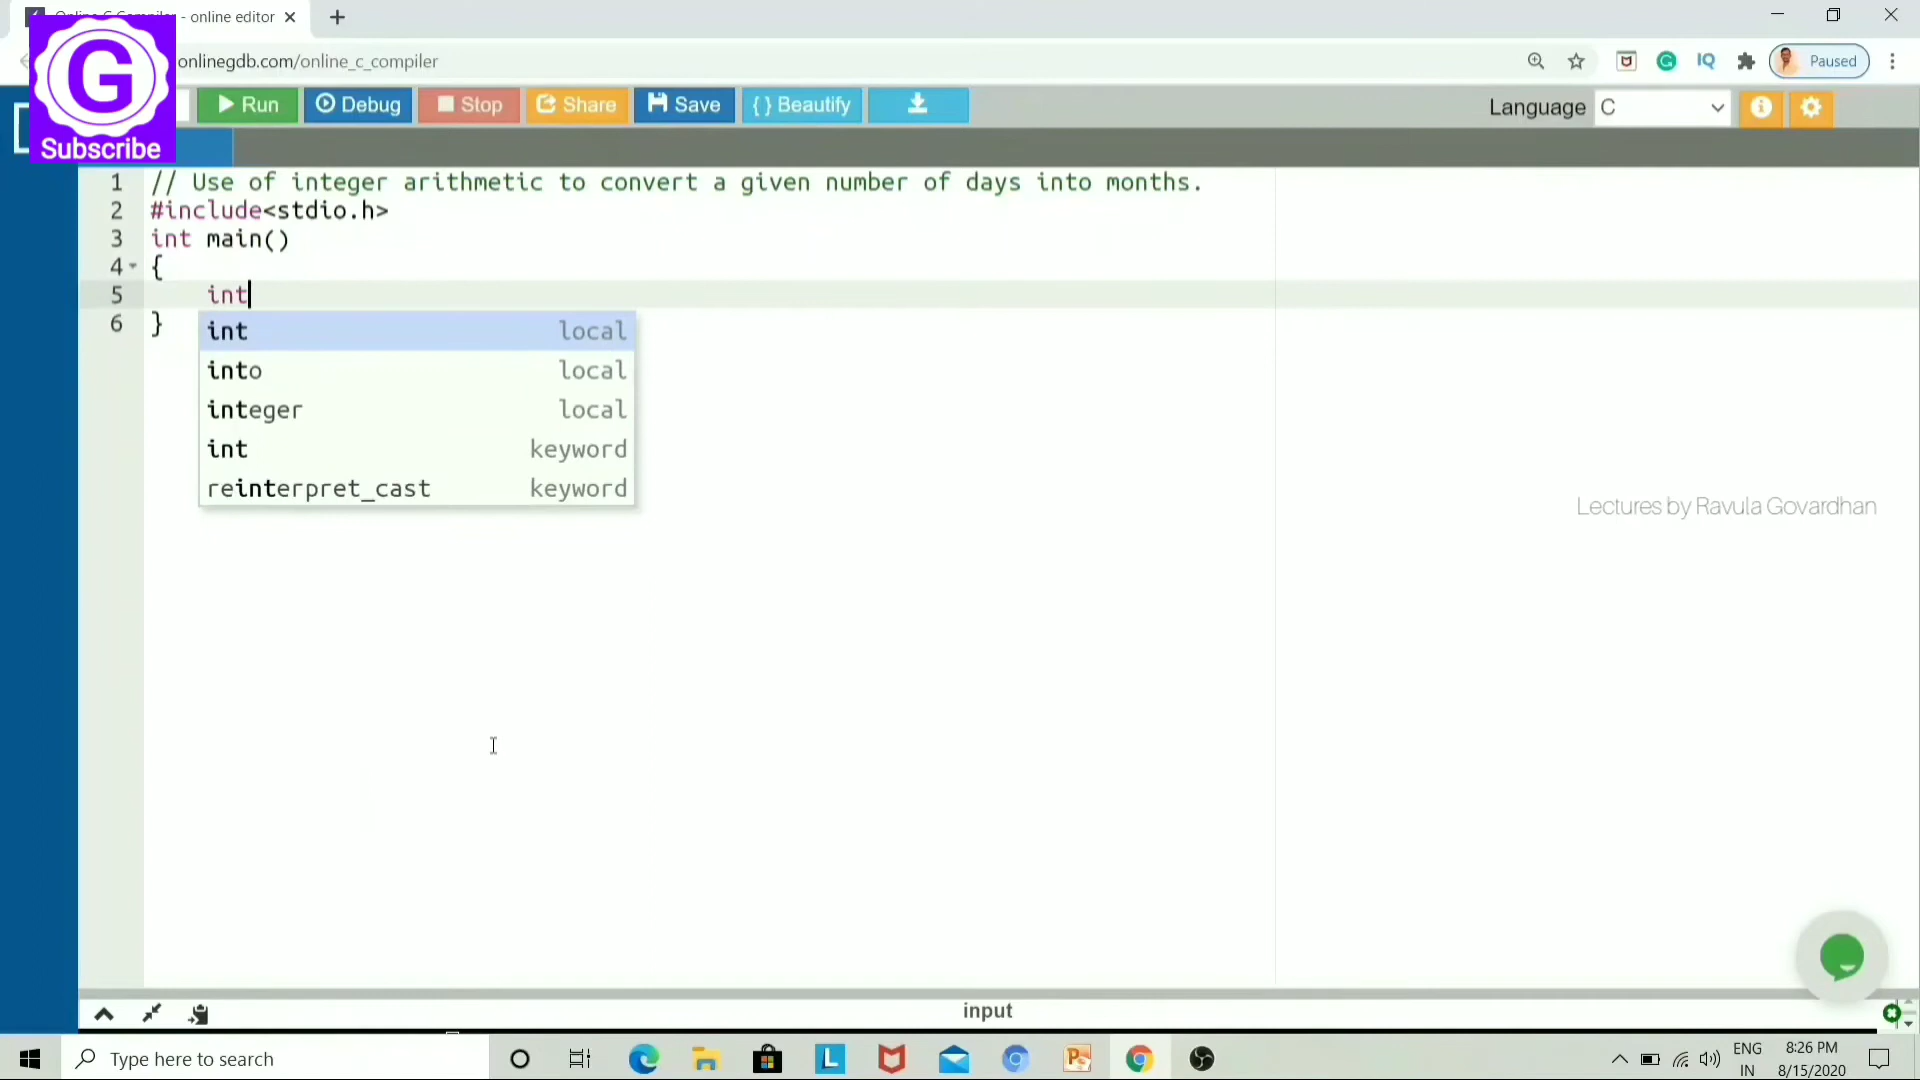 Online C Compiler - online editor
onlinegdb.com/online_c_compiler
Paused
G
Subscribe
Run
Debug
Stop
Share
Save
{ } Beautify
Language
C
1 // Use of integer arithmetic to convert a given number of days into months.
2 #include<stdio.h>
3 int main()
4 {
5 int
6 }
int local
into local
integer local
int keyword
reinterpret_cast keyword
Lectures by Ravula Govardhan
input
Type here to search
ENG
IN
8:26 PM
8/15/2020